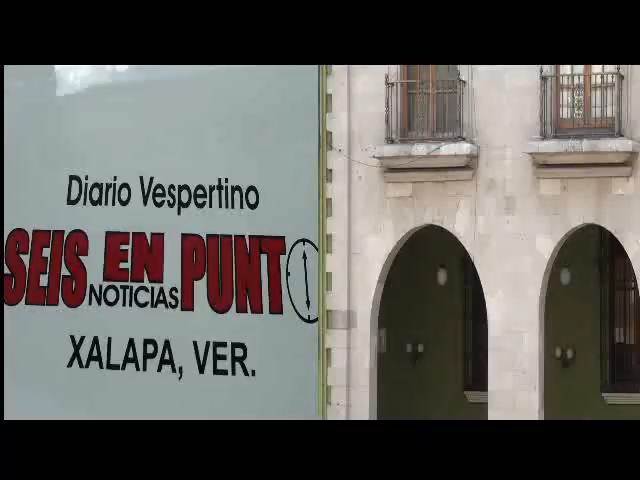 Diario Vespertino
SEIS EN PUNTO
NOTICIAS
XALAPA, VER.